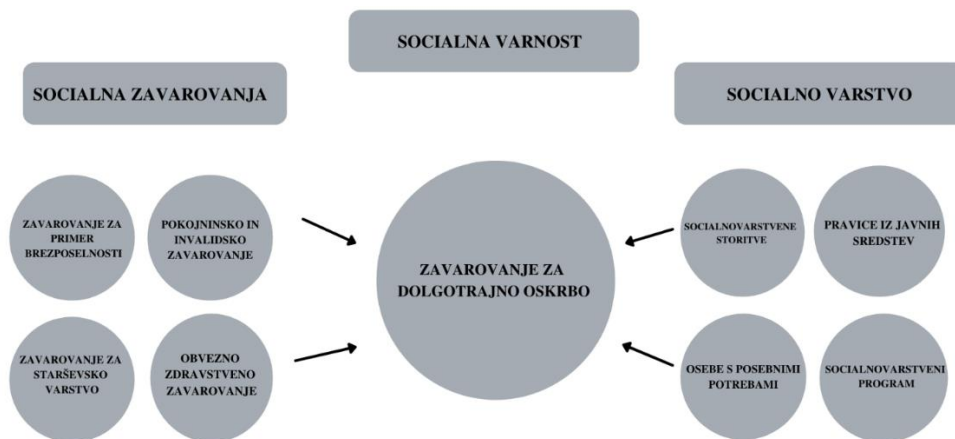 SOCIALNA VARNOST
SOCIALNA ZAVAROVANJA
SOCIALNO VARSTVO
ZAVAROVANJE ZA
PRIMER
BREZPOSELNOSTI
POKOJNINSKO IN
INVALIDSKO
ZAVAROVANJE
ZAVAROVANJE ZA
STARŠEVSKO
VARSTVO
OBVEZNO
ZDRAVSTVENO
ZAVAROVANJE
ZAVAROVANJE ZA
DOLGOTRAJNO OSKRBO
SOCIALNOVARSTVENE
STORITVE
PRAVICE IZ JAVNIH
SREDSTEV
OSEBE S POSEBNIMI
POTREBAMI
SOCIALNOVARSTVENI
PROGRAM